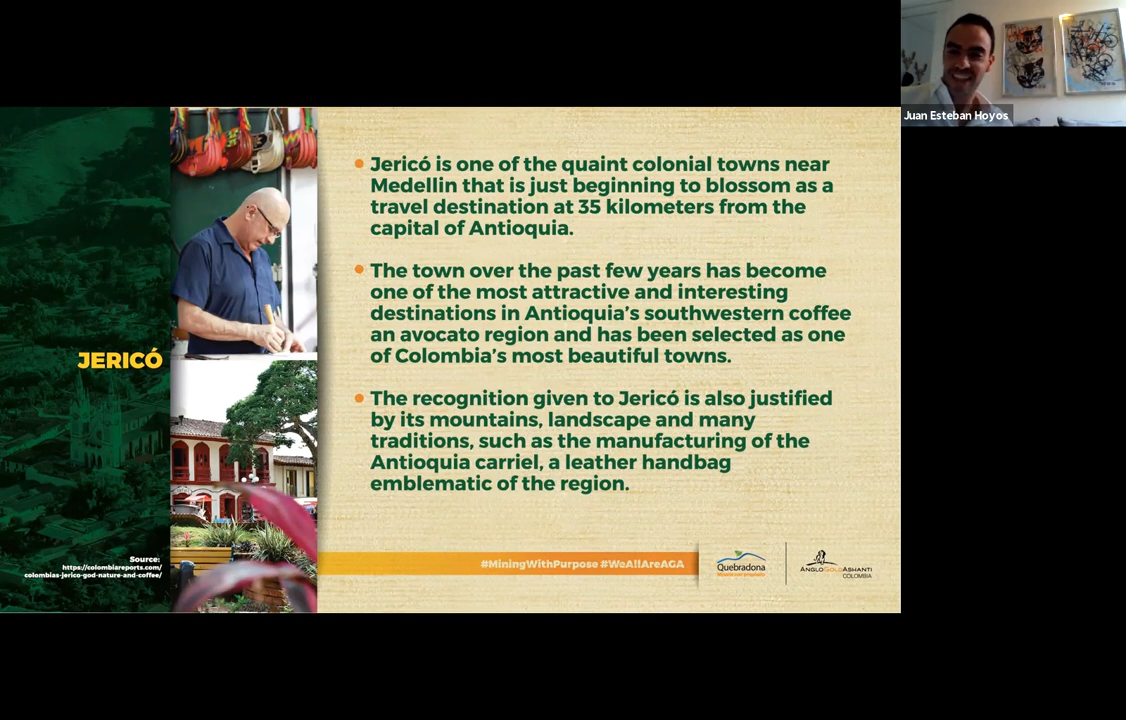 Juan Esteban Hoyos
Jericó is one of the quaint colonial towns near
Medellin that is just beginning to blossom as a
travel destination at 35 kilometers from the
capital of Antioquia.
The town over the past few years has become
one of the most attractive and interesting
destinations in Antioquia’s southwestern coffee
an avocato region and has been selected as one
of Colombia’s most beautiful towns.
The recognition given to Jericó is also justified
by its mountains, landscape and many
traditions, such as the manufacturing of the
Antioquia carriel, a leather handbag
emblematic of the region.
JERICÓ
Source:
https://colombiareports.com/
colombias-jerico-god-nature-and-coffee/
#MiningWithPurpose #WeAllAreAGA
Quebradona
Minería con propósito
ANGLOGOLDASHANTI
COLOMBIA